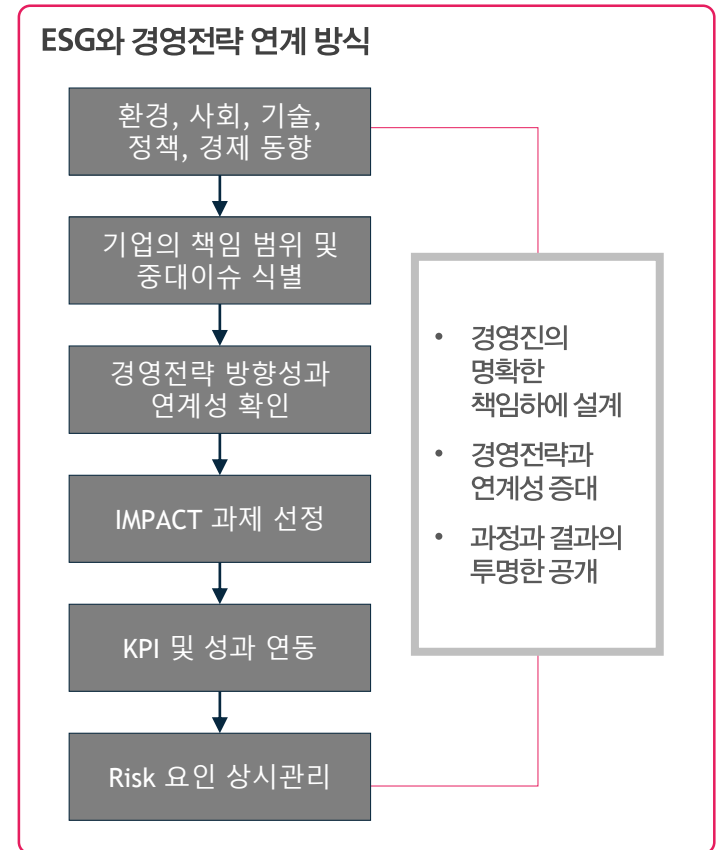 ESG와 경영전략 연계 방식
환경, 사회, 기술,
정책, 경제 동향
기업의 책임 범위 및
중대이슈 식별
경영전략 방향성과
연계성 확인
IMPACT 과제 선정
KPI 및 성과 연동
Risk 요인 상시관리
• 경영진의
명확한
책임하에 설계
• 경영전략과
연계성 증대
• 과정과 결과의
투명한 공개